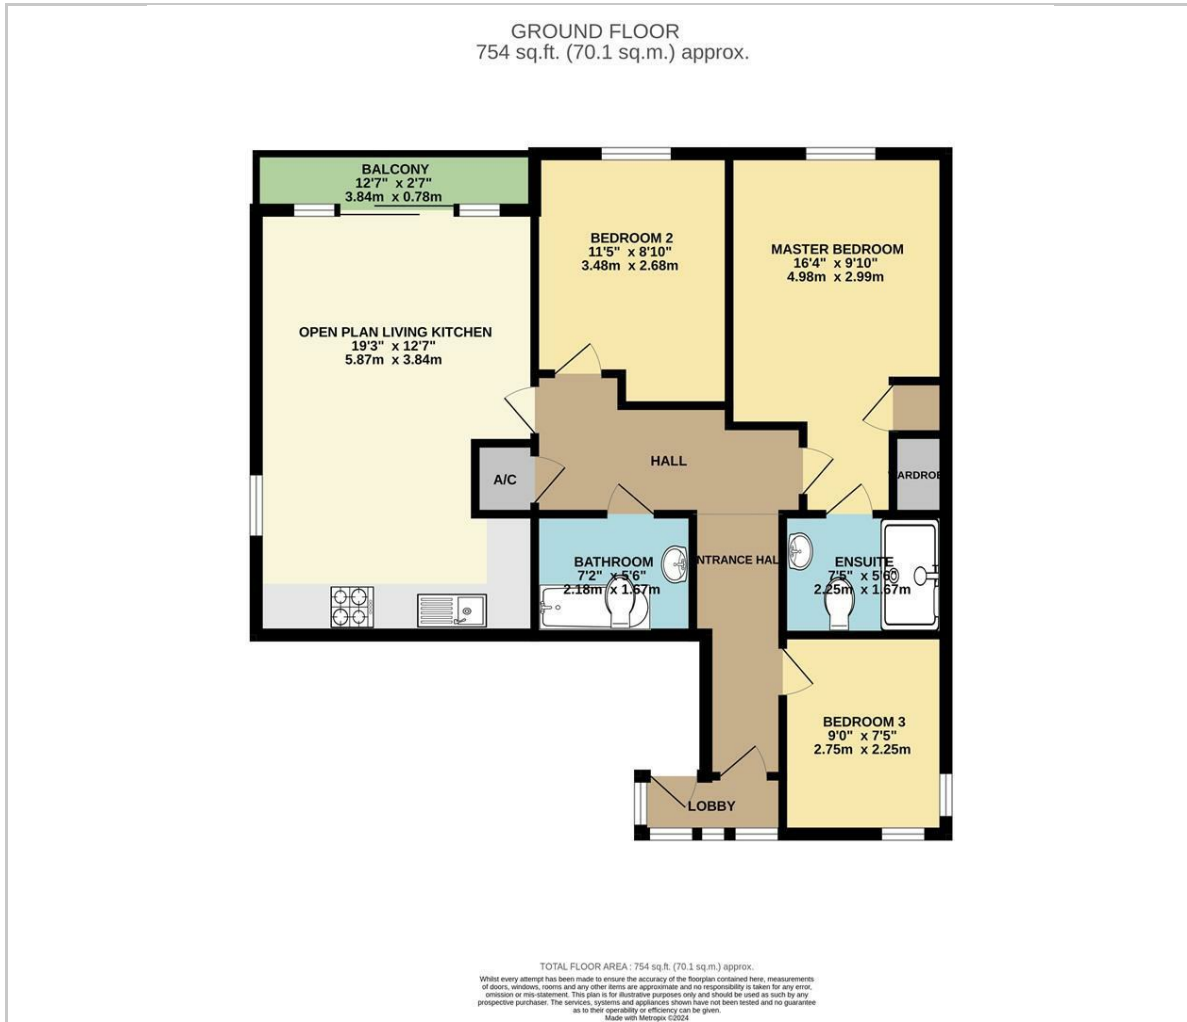 GROUND FLOOR
754 sq.ft. (70.1 sq.m.) approx.
BALCONY
12'7" x 2'7"
3.84m x 0.78m
BEDROOM 2
11'5" x 8'10"
3.48m x 2.68m
MASTER BEDROOM
16'4" x 9'10"
4.98m x 2.99m
OPEN PLAN LIVING KITCHEN
19'3" x 12'7"
5.87m x 3.84m
HALL
A/C
ARDROB
BATHROOM
7'2" x 5'6"
2.18m x 1.67m
NTRANCE HAL
ENSUITE
7'5" x 5'6"
2.25m x 1.67m
BEDROOM 3
9'0" x 7'5"
2.75m x 2.25m
LOBBY
TOTAL FLOOR AREA : 754 sq.ft. (70.1 sq.m.) approx.
Whilst every attempt has been made to ensure the accuracy of the floorplan contained here, measurements
of doors, windows, rooms and any other items are approximate and no responsibility is taken for any error,
omission or mis-statement. This plan is for illustrative purposes only and should be used as such by any
prospective purchaser. The services, systems and appliances shown have not been tested and no guarantee
as to their operability or efficiency can be given.
Made with Metropix ©2024